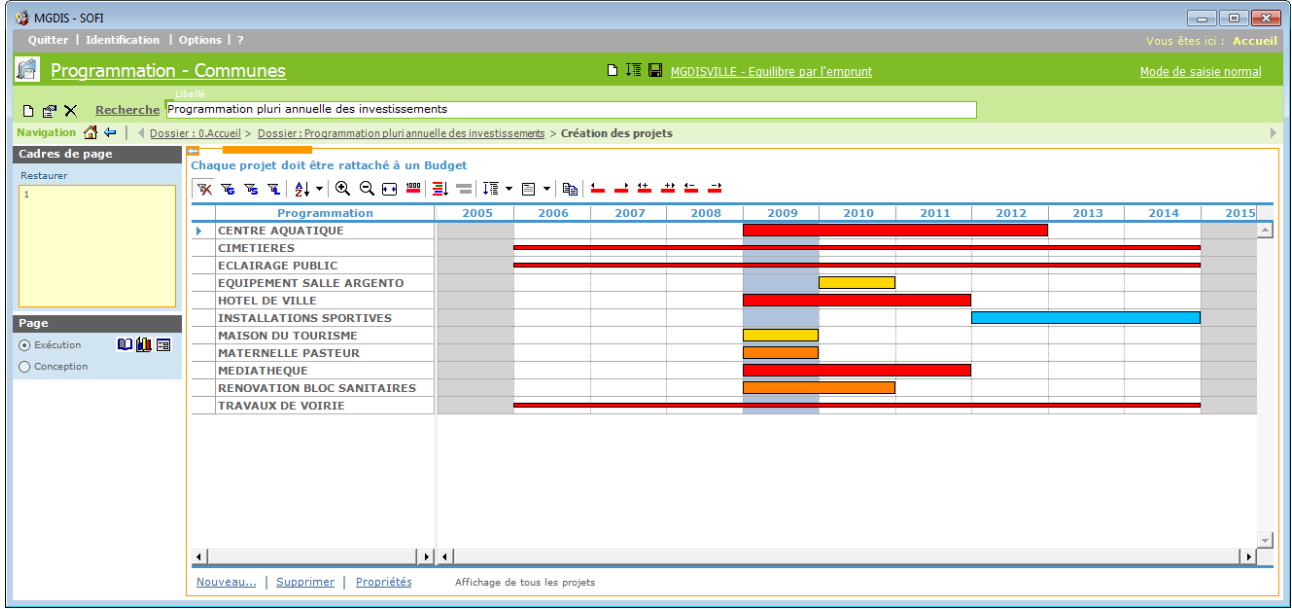 MGDIS - SOFI
Quitter | Identification | Options | ?
Vous êtes ici : Accueil
Programmation - Communes
MGDISVILLE - Equilibre par l'emprunt
Mode de saisie normal
Libellé
Recherche Programmation pluri annuelle des investissements
Navigation | Dossier : 0.Accueil > Dossier : Programmation pluri annuelle des investissements > Création des projets
Cadres de page
Restaurer
1
Page
Exécution
Conception
Chaque projet doit être rattaché à un Budget
Programmation 2005 2006 2007 2008 2009 2010 2011 2012 2013 2014 2015
CENTRE AQUATIQUE
CIMETIERES
ECLAIRAGE PUBLIC
EQUIPEMENT SALLE ARGENTO
HOTEL DE VILLE
INSTALLATIONS SPORTIVES
MAISON DU TOURISME
MATERNELLE PASTEUR
MEDIATHEQUE
RENOVATION BLOC SANITAIRES
TRAVAUX DE VOIRIE
Nouveau... | Supprimer | Propriétés
Affichage de tous les projets